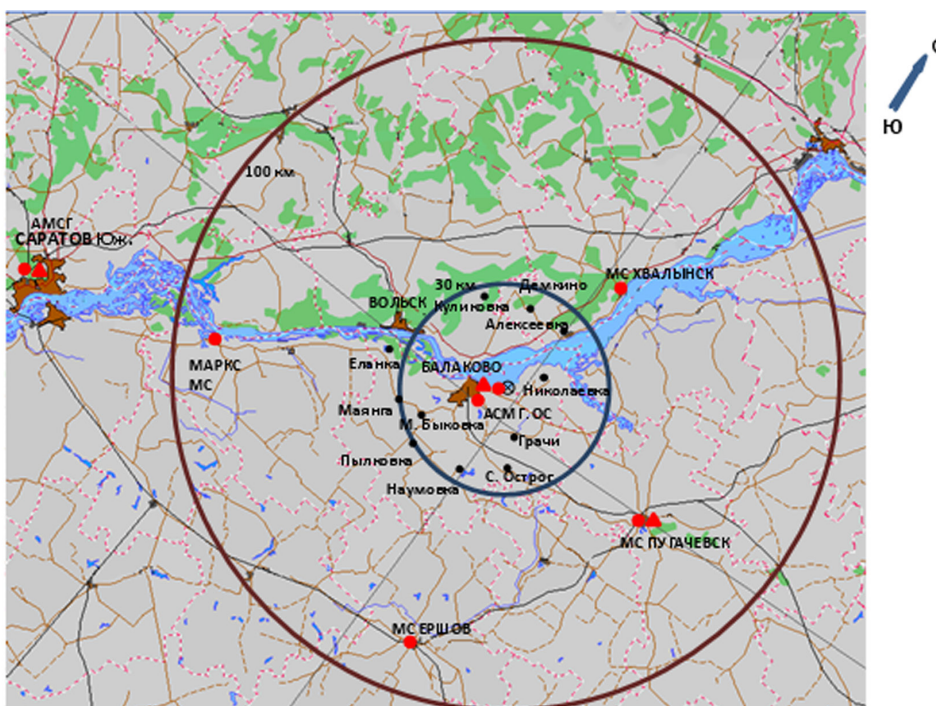 Ю
100 км
АМСГ
САРАТОВ Юж.
МС ХВАЛЫНСК
30 км
Демкино
ВОЛЬСК
Куликовка
Алексеевка
МАРКС
МС
Еланка
БАЛАКОВО
Николаевка
Маянга
АСМ Г. ОС
М. Быковка
Грачи
Пылковка
С. Острог
Наумовка
МС ПУГАЧЕВСК
МС ЕРШОВ